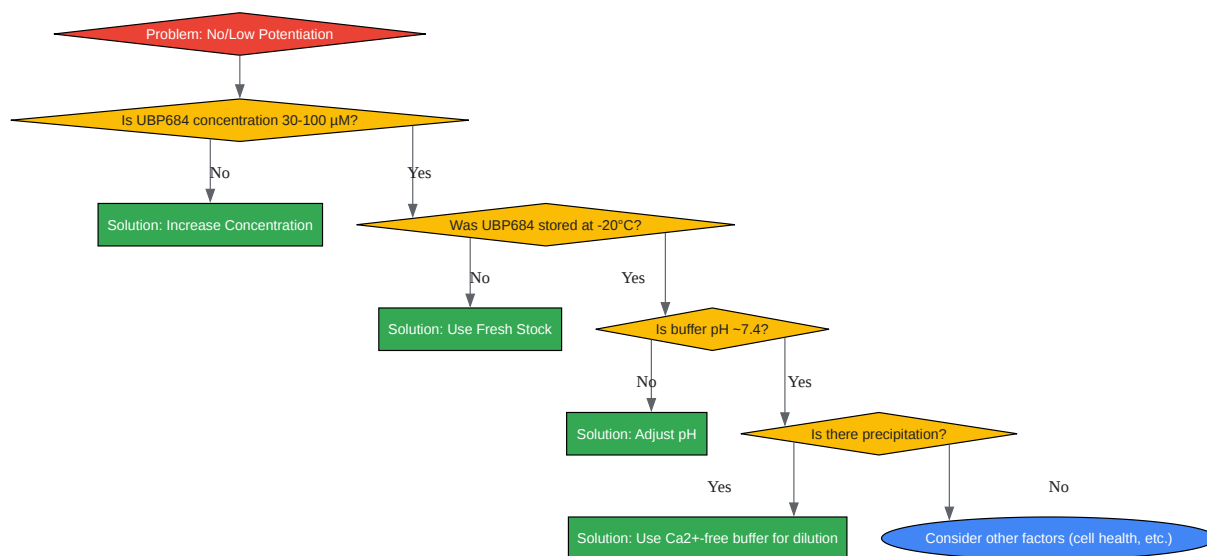 Problem: No/Low Potentiation
Is UBP684 concentration 30-100 µM?
No
Yes
Solution: Increase Concentration
Was UBP684 stored at -20°C?
No
Yes
Solution: Use Fresh Stock
Is buffer pH ~7.4?
No
Yes
Solution: Adjust pH
Is there precipitation?
Yes
No
Solution: Use Ca2+-free buffer for dilution
Consider other factors (cell health, etc.)